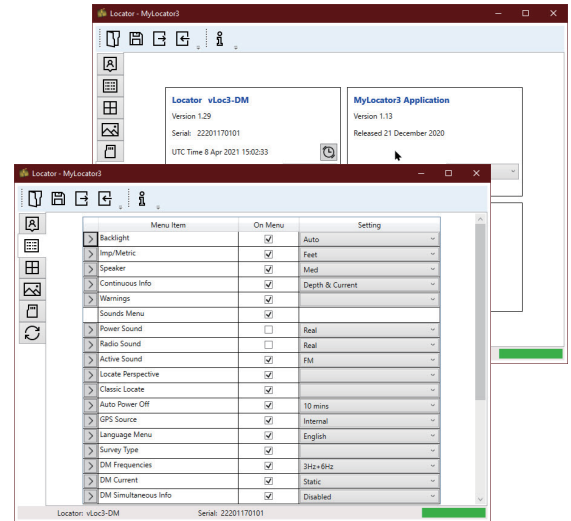 Locator - MyLocator3
Locator vLoc3-DM
Version 1.29
Serial: 22201170101
UTC Time 8 Apr 2021 15:02:33
MyLocator3 Application
Version 1.13
Released 21 December 2020
Locator - MyLocator3
Menu Item On Menu Setting
Backlight Auto
Imp/Metric Feet
Speaker Med
Continuous Info Depth & Current
Warnings
Sounds Menu
Power Sound Real
Radio Sound Real
Active Sound FM
Locate Perspective
Classic Locate
Auto Power Off 10 mins
GPS Source Internal
Language Menu English
Survey Type
DM Frequencies 3Hz+6Hz
DM Current Static
DM Simultaneous Info Disabled
Locator: vLoc3-DM Serial: 22201170101